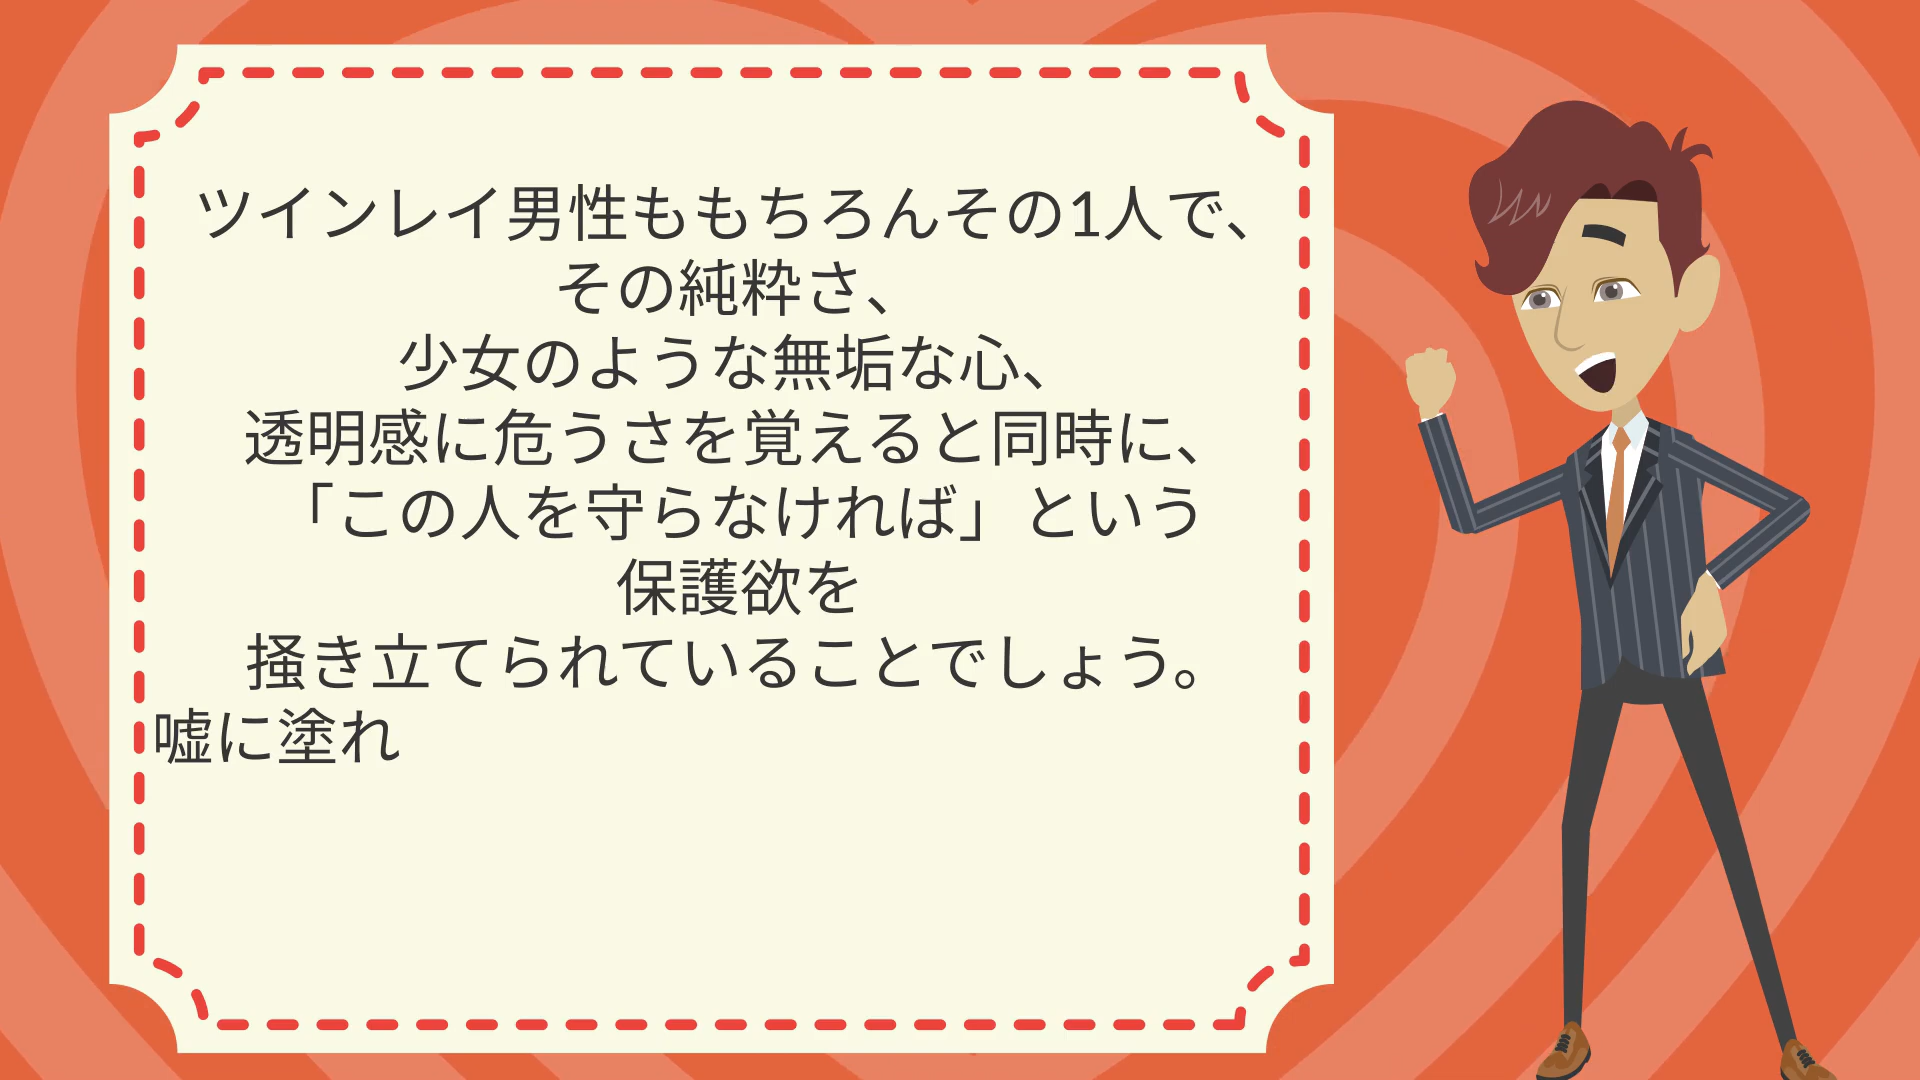 ツインレイ男性ももちろんその1人で、
その純粋さ、
少女のような無垢な心、
透明感に危うさを覚えると同時に、
「この人を守らなければ」という
保護欲を
掻き立てられていることでしょう。
嘘に塗れ